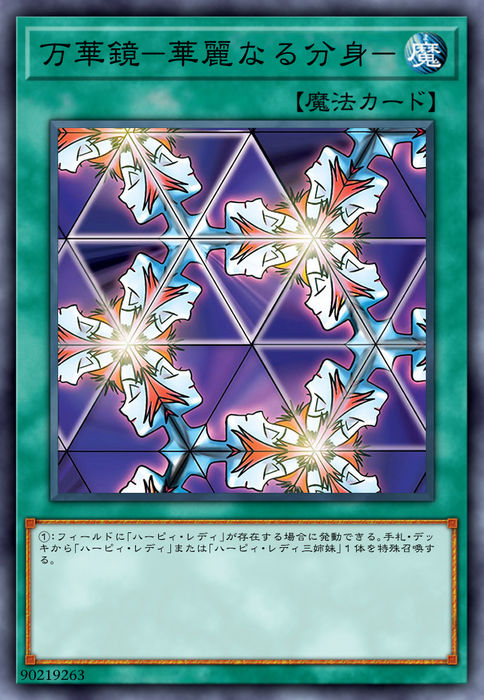 万華鏡－華麗なる分身－
魔
【魔法カード】
①:フィールドに「ハーピィ・レディ」が存在する場合に発動できる。手札・デッ
キから「ハーピィ・レディ」または「ハーピィ・レディ三姉妹」１体を特殊召喚す
る。
90219263